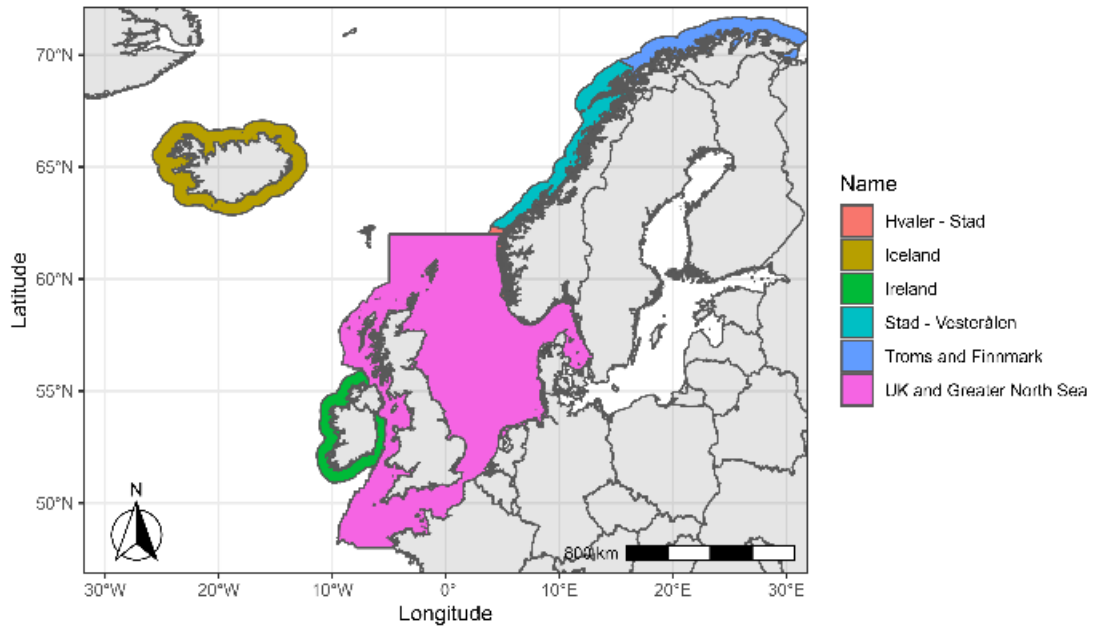 70°N
65°N
60°N
55°N
50°N
Latitude
N
800 km
30°W
20°W
10°W
0°
10°E
20°E
30°E
Longitude
Name
Hvaler - Stad
Iceland
Ireland
Stad - Vesterålen
Troms and Finnmark
UK and Greater North Sea